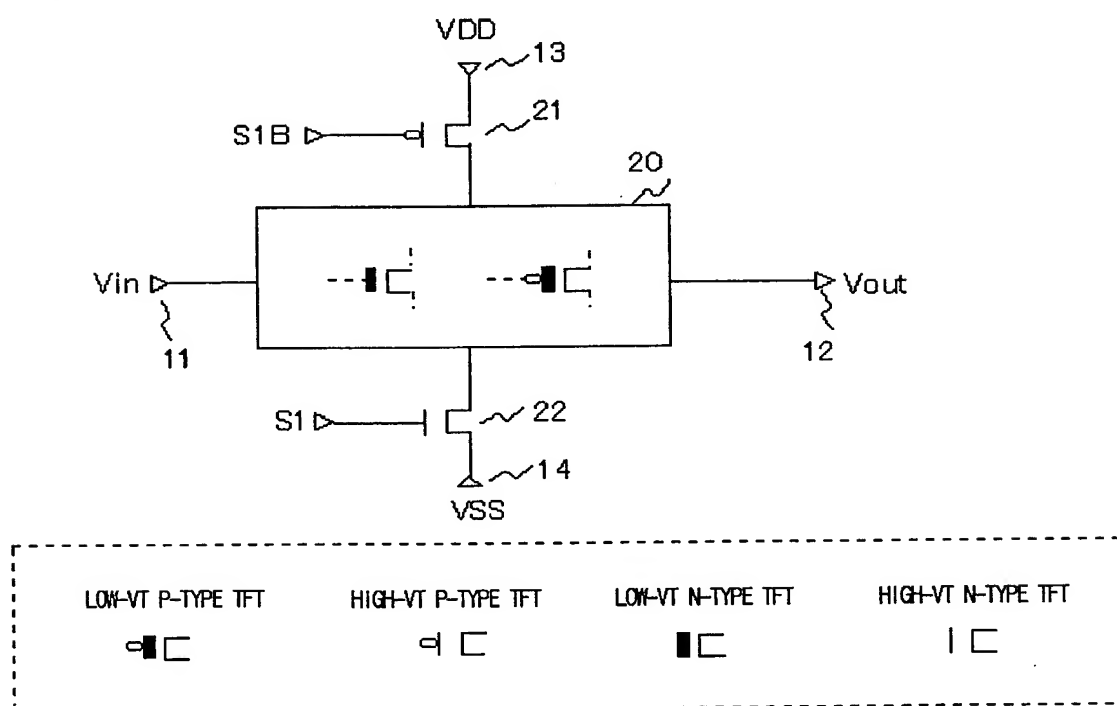 VDD
13
21
S1B
20
Vin
Vout
11
12
S1
22
14
VSS
LOW-VT P-TYPE TFT HIGH-VT P-TYPE TFT LOW-VT N-TYPE TFT HIGH-VT N-TYPE TFT